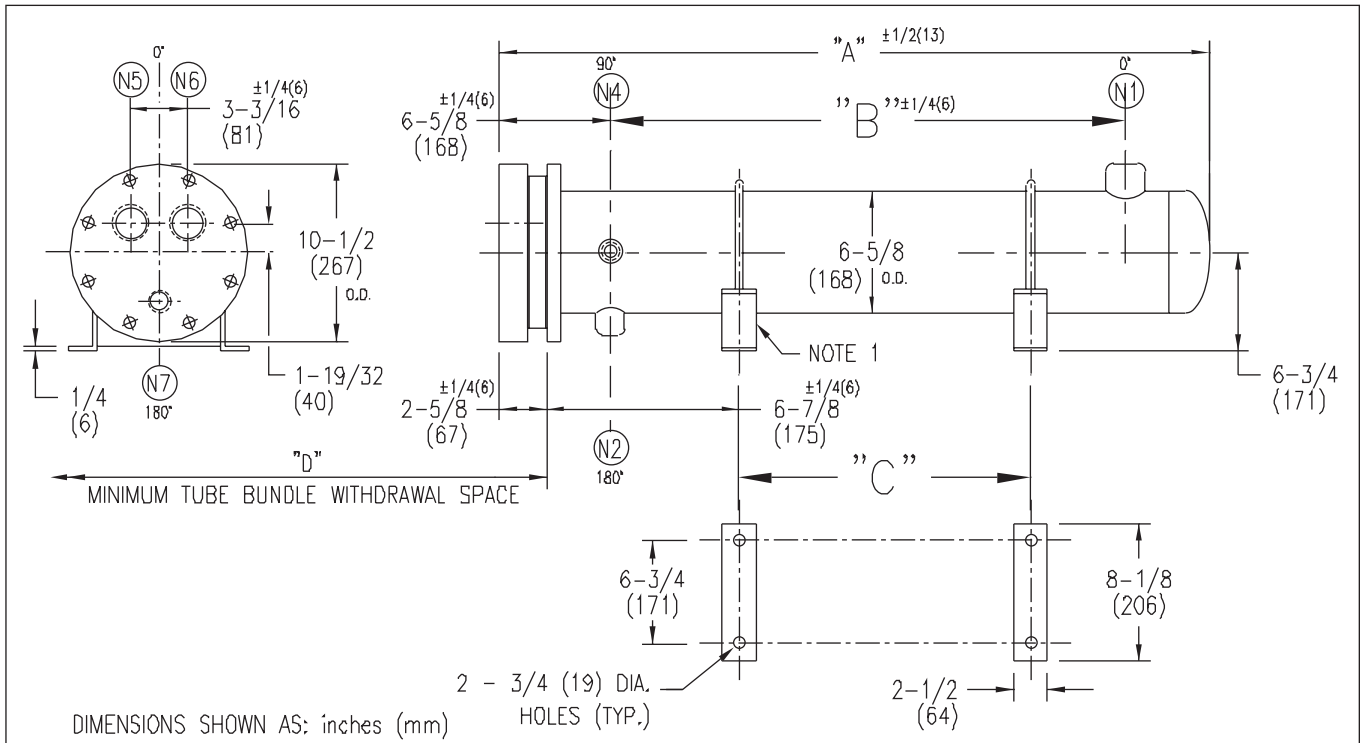 0°
N5 N6
±1/4(6)
3-3/16
(81)
10-1/2
(267)
O.D.
1-19/32
(40)
1/4
(6)
N7
180°
"A" ±1/2(13)
90°
N4
0°
N1
±1/4(6)
6-5/8
(168)
"B" ±1/4(6)
6-5/8
(168) O.D.
NOTE 1
6-3/4
(171)
±1/4(6)
2-5/8
(67)
±1/4(6)
6-7/8
(175)
N2
180°
"D"
MINIMUM TUBE BUNDLE WITHDRAWAL SPACE
"C"
6-3/4
(171)
8-1/8
(206)
2 - 3/4 (19) DIA.
HOLES (TYP.)
2-1/2
(64)
DIMENSIONS SHOWN AS: inches (mm)